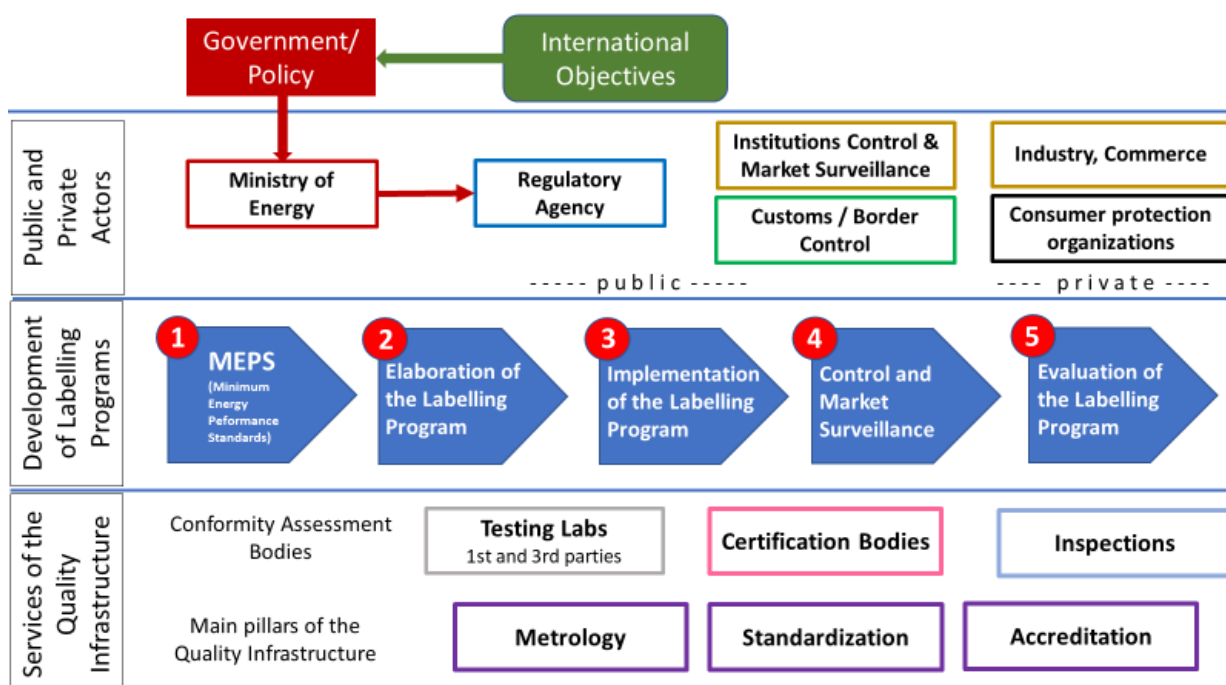 Government/
Policy
International
Objectives
Public and
Private
Actors
Ministry of
Energy
Regulatory
Agency
Institutions Control &
Market Surveillance
Industry, Commerce
Customs / Border
Control
Consumer protection
organizations
----- public -----
---- private ----
Development
of Labelling
Programs
1
MEPS
(Minimum
Energy
Peformance
Standards)
2
Elaboration of
the Labelling
Program
3
Implementation
of the Labelling
Program
4
Control and
Market
Surveillance
5
Evaluation of
the Labelling
Program
Services of the
Quality
Infrastructure
Conformity Assessment
Bodies
Testing Labs
1st and 3rd parties
Certification Bodies
Inspections
Main pillars of the
Quality Infrastructure
Metrology
Standardization
Accreditation